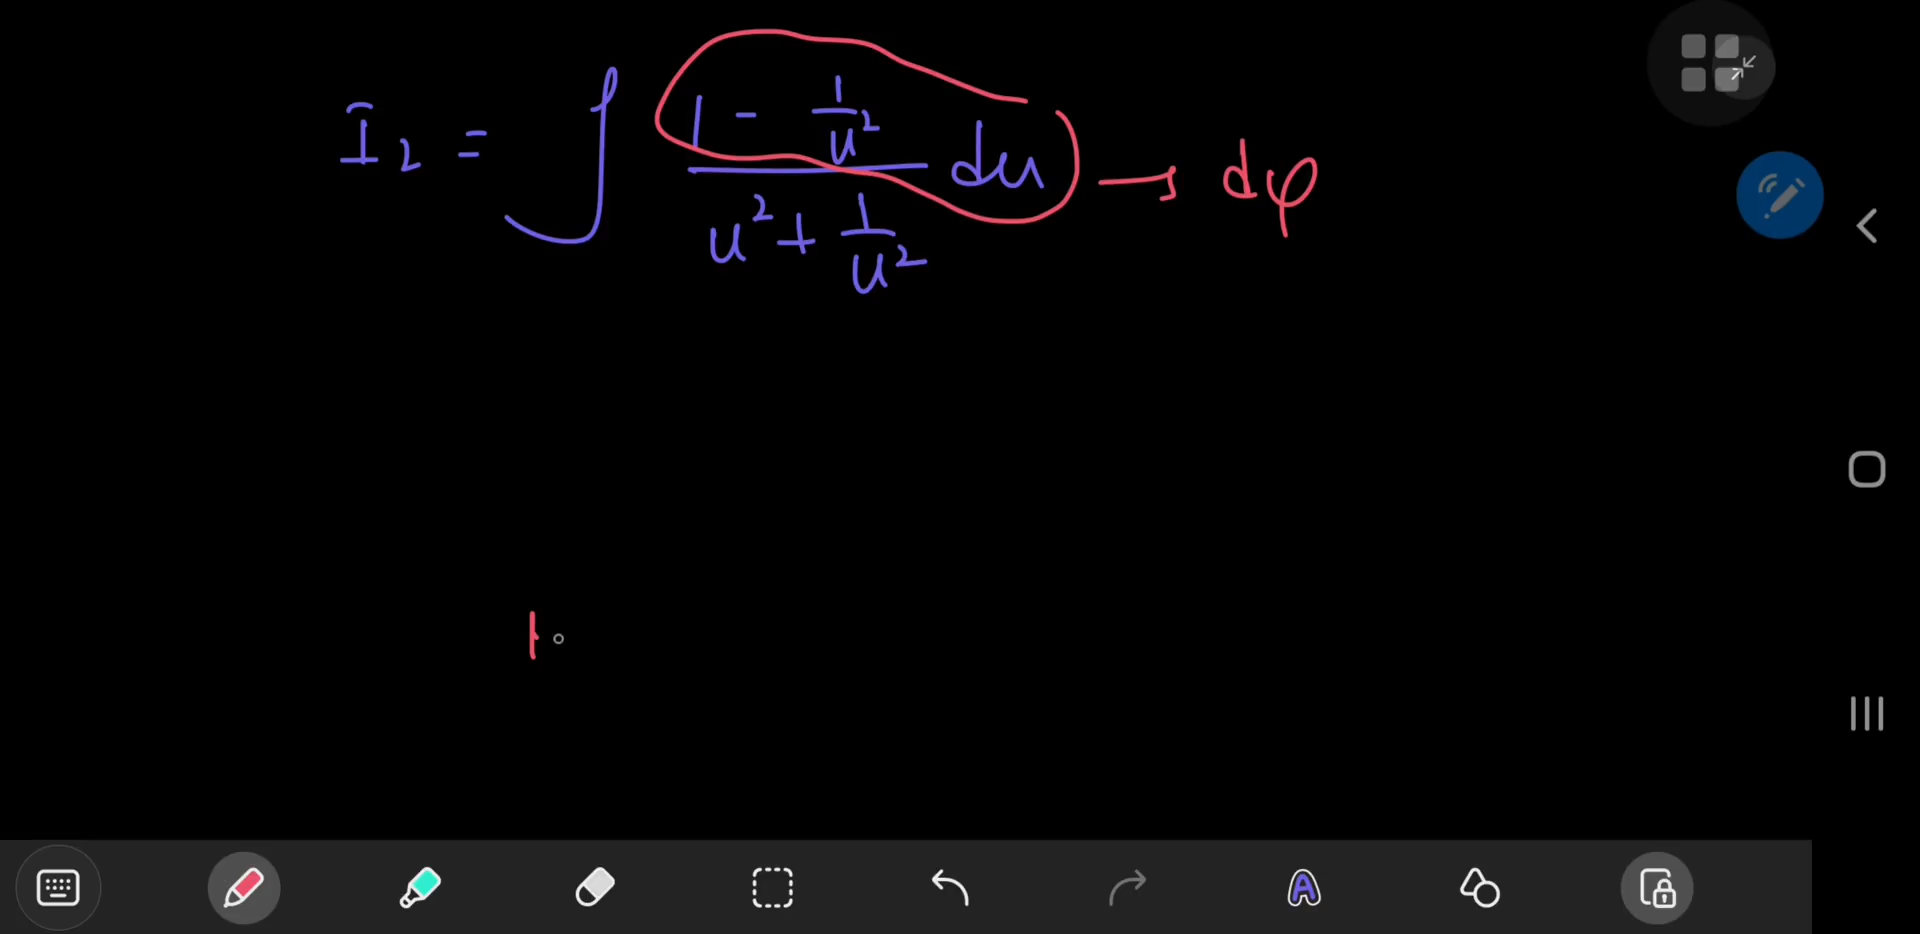 I₂ = ∫ (1 - 1/u²)/(u² + 1/u²) du → dφ